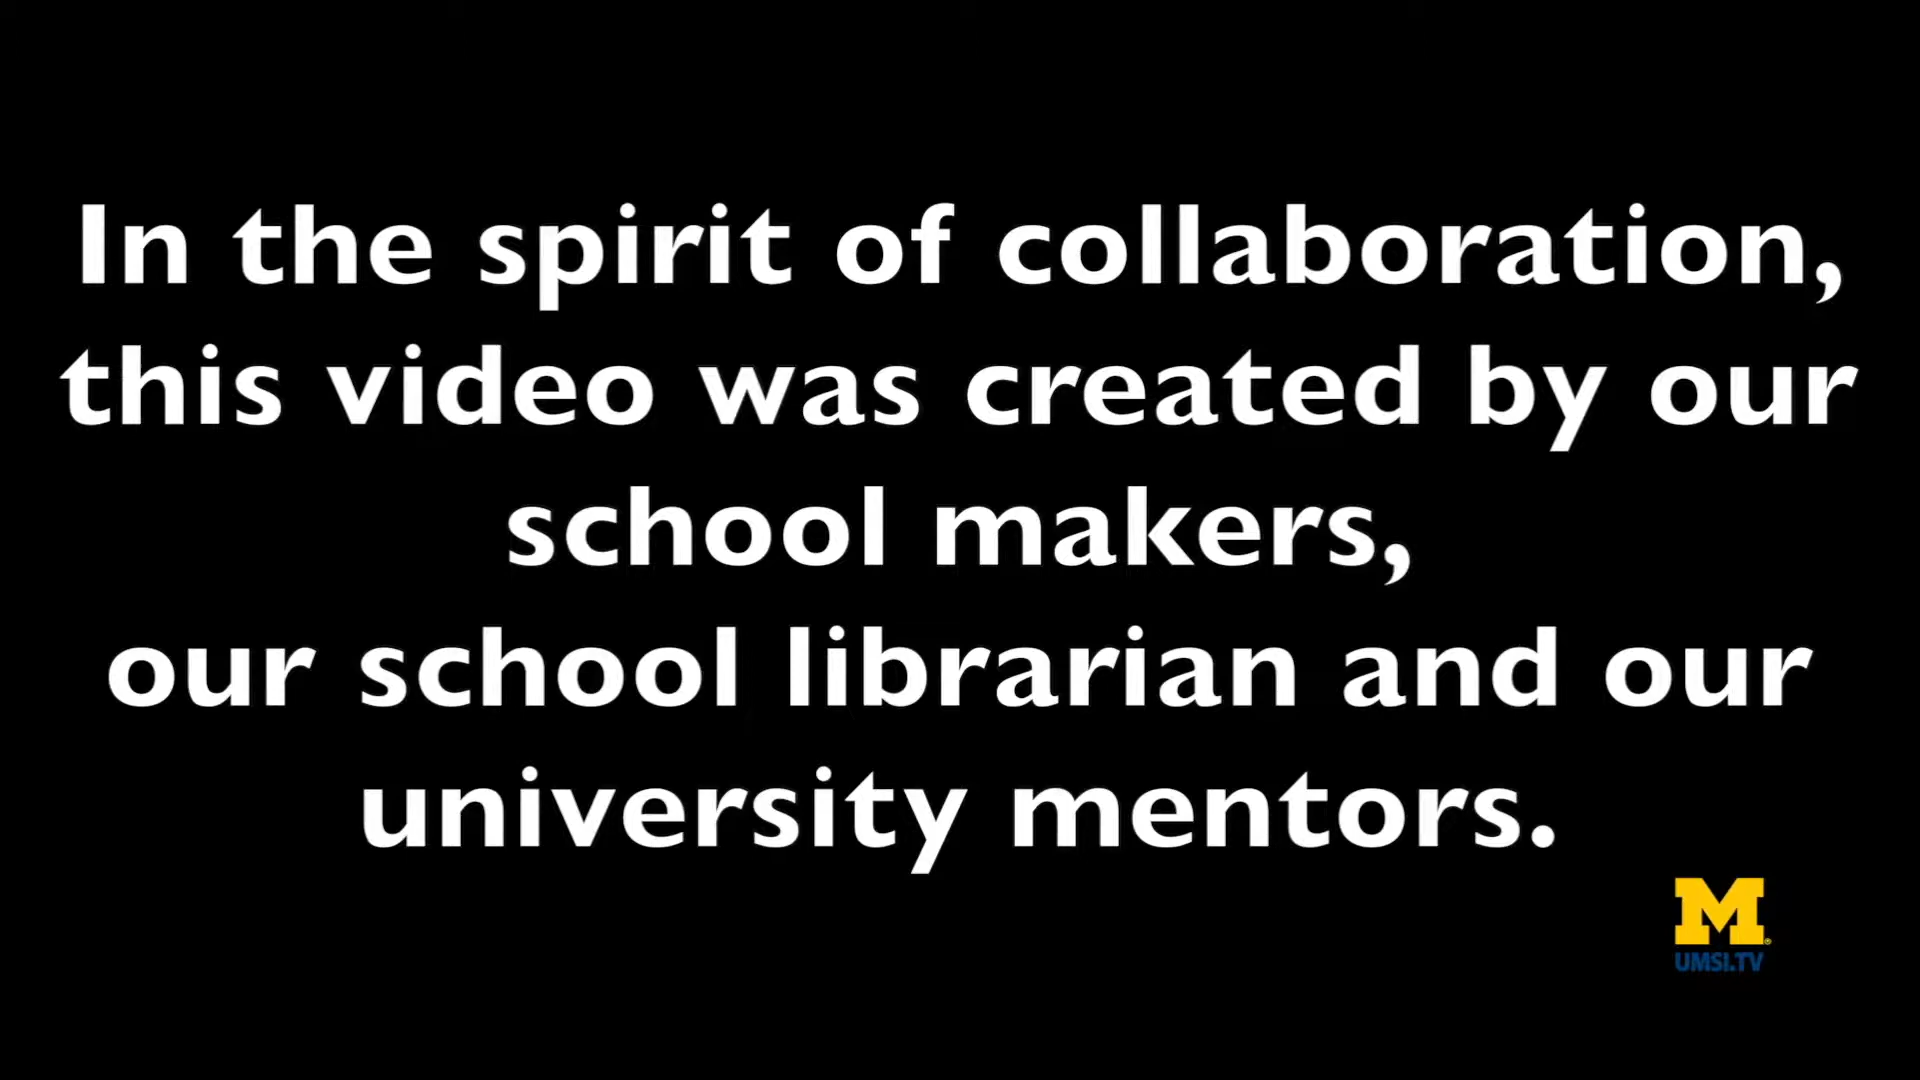 In the spirit of collaboration,
this video was created by our
school makers,
our school librarian and our
university mentors.
M
UMSI.TV